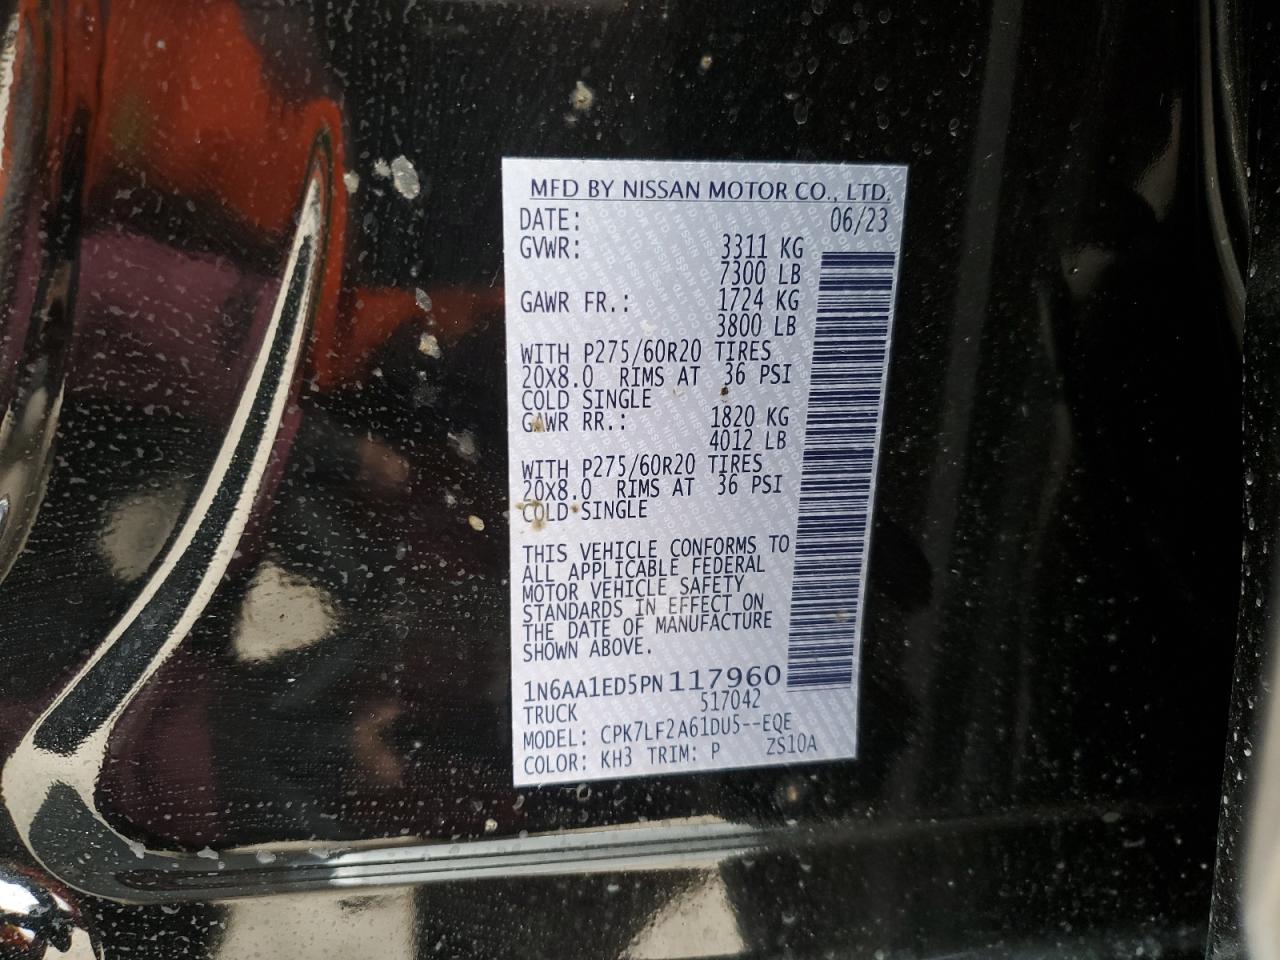 MFD BY NISSAN MOTOR CO., LTD.
DATE: 06/23
GVWR: 3311 KG
7300 LB
GAWR FR.: 1724 KG
3800 LB
WITH P275/60R20 TIRES
20X8.0 RIMS AT 36 PSI
COLD SINGLE
GAWR RR.: 1820 KG
4012 LB
WITH P275/60R20 TIRES
20X8.0 RIMS AT 36 PSI
COLD SINGLE
THIS VEHICLE CONFORMS TO
ALL APPLICABLE FEDERAL
MOTOR VEHICLE SAFETY
STANDARDS IN EFFECT ON
THE DATE OF MANUFACTURE
SHOWN ABOVE.
1N6AA1ED5PN117960
TRUCK 517042
MODEL: CPK7LF2A61DU5--EQE
COLOR: KH3 TRIM: P ZS10A